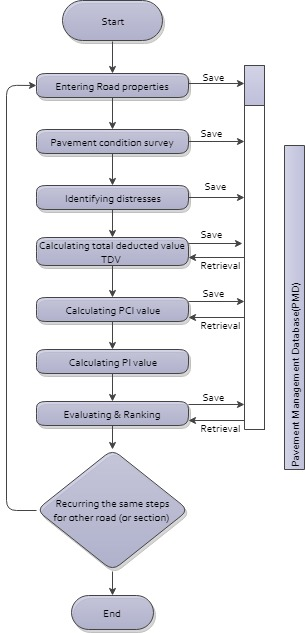 Start
Entering Road properties
Save
Pavement condition survey
Save
Identifying distresses
Save
Calculating total deducted value
TDV
Save
Retrieval
Calculating PCI value
Save
Retrieval
Calculating PI value
Evaluating & Ranking
Save
Retrieval
Recurring the same steps
for other road (or section)
End
Pavement Management Database(PMD)